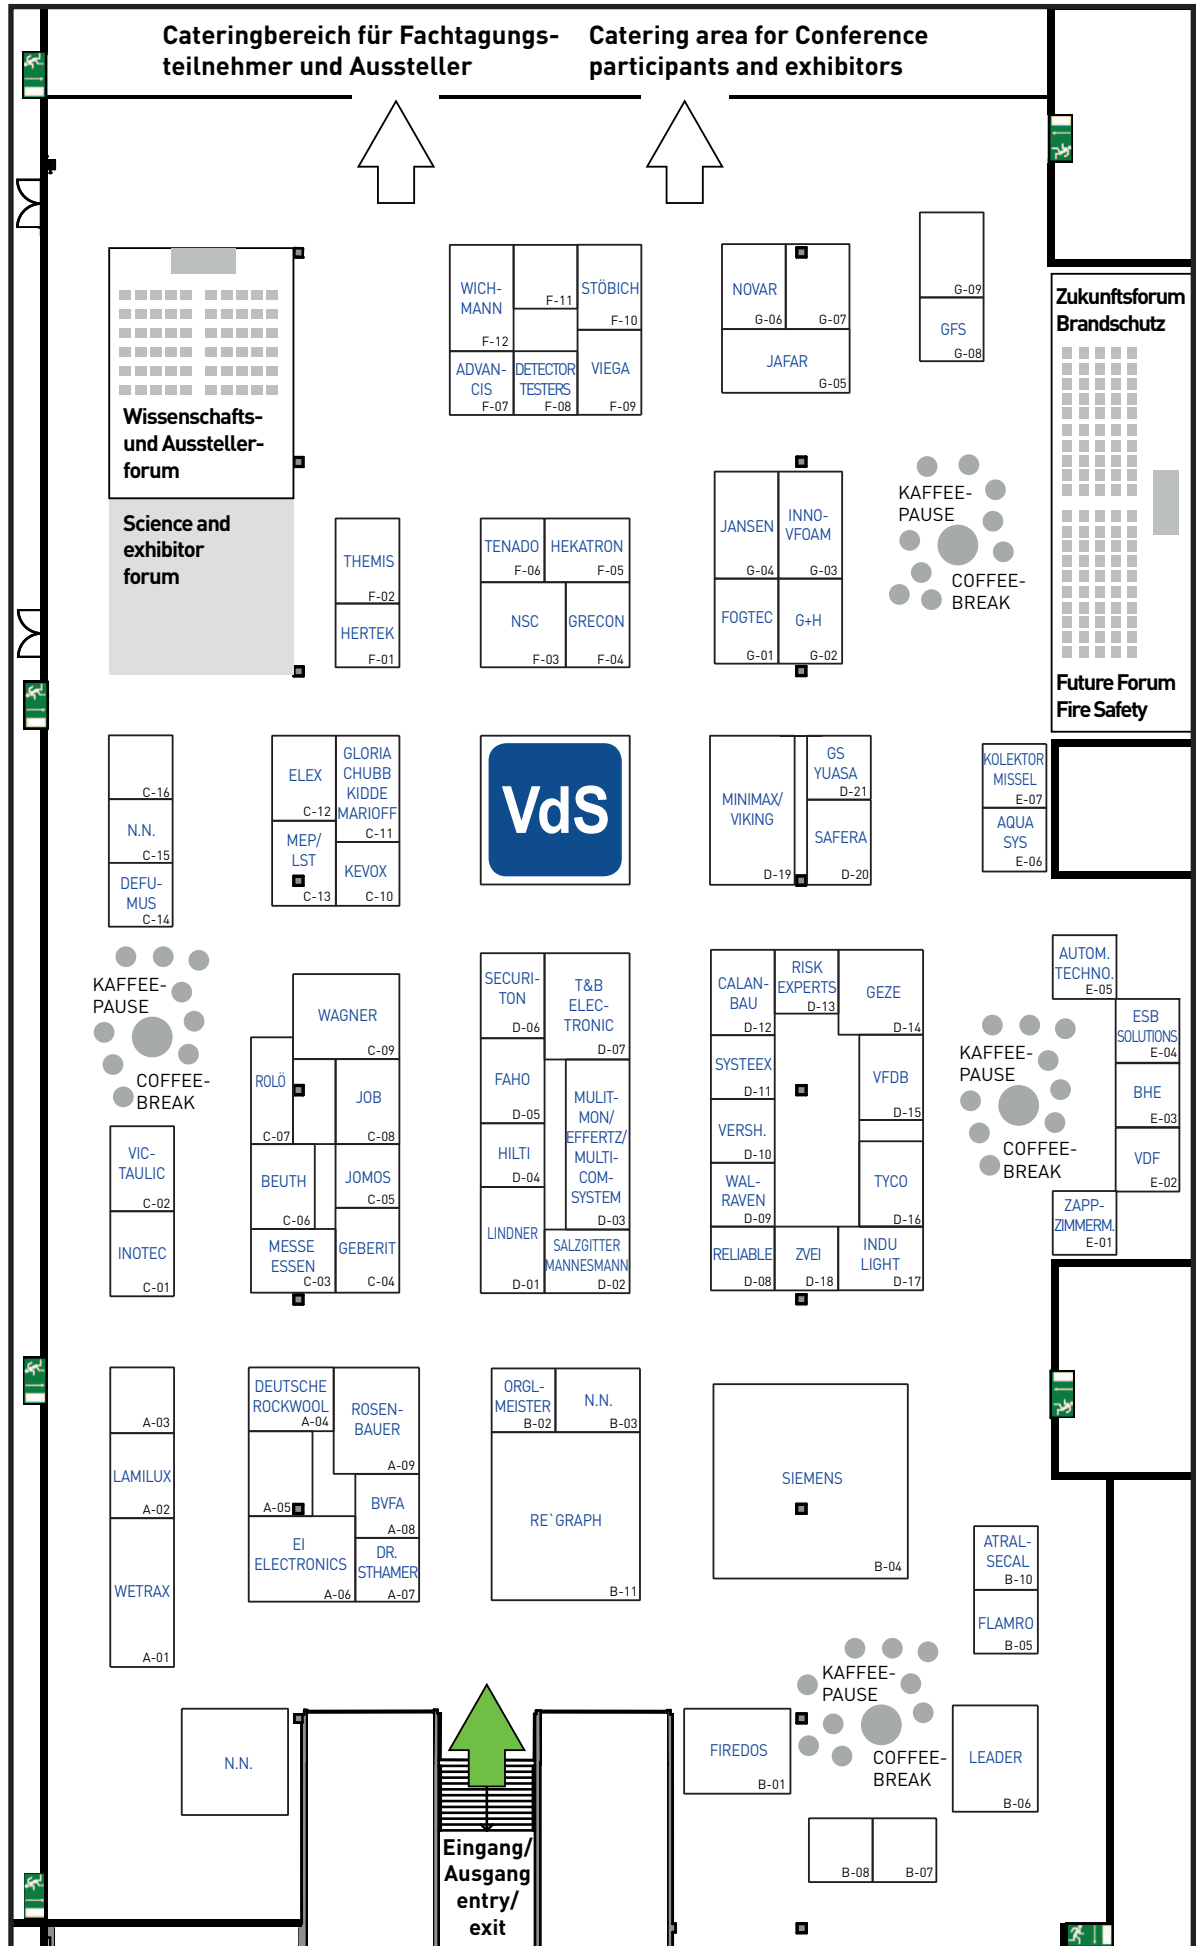 Cateringbereich für Fachtagungs-
teilnehmer und Aussteller
Catering area for Conference
participants and exhibitors
WICH-
MANN
F-12
F-11
STÖBICH
F-10
ADVAN-
CIS
F-07
DETECTOR
TESTERS
F-08
VIEGA
F-09
NOVAR
G-06
G-07
JAFAR
G-05
G-09
GFS
G-08
Wissenschafts-
und Aussteller-
forum
Science and
exhibitor
forum
Zukunftsforum
Brandschutz
Future Forum
Fire Safety
THEMIS
F-02
HERTEK
F-01
TENADO
F-06
HEKATRON
F-05
NSC
F-03
GRECON
F-04
JANSEN
G-04
INNO-
VFOAM
G-03
FOGTEC
G-01
G+H
G-02
KAFFEE-
PAUSE
COFFEE-
BREAK
C-16
N.N.
C-15
DEFU-
MUS
C-14
ELEX
C-12
GLORIA
CHUBB
KIDDE
MARIOFF
C-11
MEP/
LST
C-13
KEVOX
C-10
VdS
MINIMAX/
VIKING
D-19
GS
YUASA
D-21
SAFERA
D-20
KOLEKTOR
MISSEL
E-07
AQUA
SYS
E-06
KAFFEE-
PAUSE
COFFEE-
BREAK
WAGNER
C-09
ROLÖ
C-07
JOB
C-08
BEUTH
C-06
JOMOS
C-05
MESSE
ESSEN
C-03
GEBERIT
C-04
VIC-
TAULIC
C-02
INOTEC
C-01
SECURI-
TON
D-06
T&B
ELEC-
TRONIC
D-07
FAHO
D-05
HILTI
D-04
MULIT-
MON/
EFFERTZ/
MULTI-
COM-
SYSTEM
D-03
LINDNER
D-01
SALZGITTER
MANNESMANN
D-02
CALAN-
BAU
D-12
RISK
EXPERTS
D-13
GEZE
D-14
SYSTEEX
D-11
VFDB
D-15
VERSH.
D-10
WAL-
RAVEN
D-09
TYCO
D-16
RELIABLE
D-08
ZVEI
D-18
INDU
LIGHT
D-17
AUTOM.
TECHNO.
E-05
ESB
SOLUTIONS
E-04
BHE
E-03
VDF
E-02
ZAPP-
ZIMMERM.
E-01
KAFFEE-
PAUSE
COFFEE-
BREAK
A-03
LAMILUX
A-02
WETRAX
A-01
DEUTSCHE
ROCKWOOL
A-04
ROSEN-
BAUER
A-09
A-05
BVFA
A-08
EI
ELECTRONICS
A-06
DR.
STHAMER
A-07
ORGL-
MEISTER
B-02
N.N.
B-03
RE`GRAPH
B-11
SIEMENS
B-04
ATRAL-
SECAL
B-10
FLAMRO
B-05
KAFFEE-
PAUSE
COFFEE-
BREAK
N.N.
FIREDOS
B-01
LEADER
B-06
B-08
B-07
Eingang/
Ausgang
entry/
exit